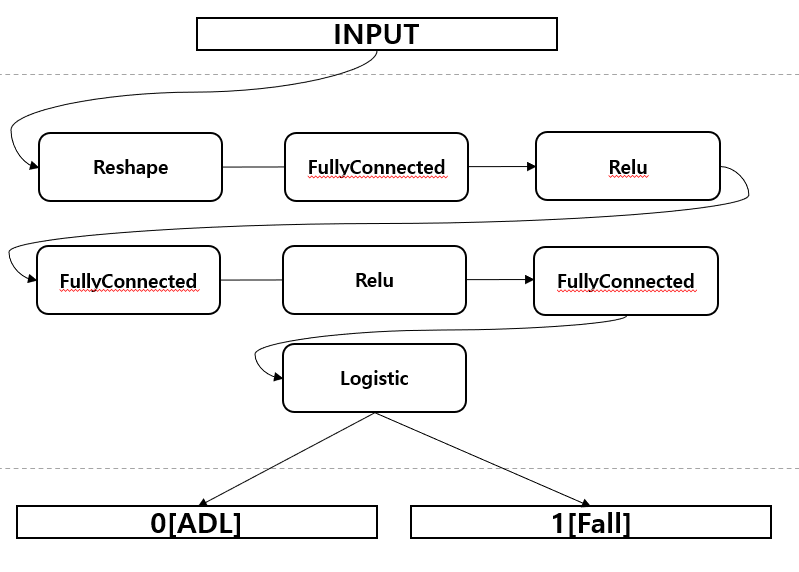 INPUT
Reshape
FullyConnected
Relu
FullyConnected
Relu
FullyConnected
Logistic
0[ADL]
1[Fall]